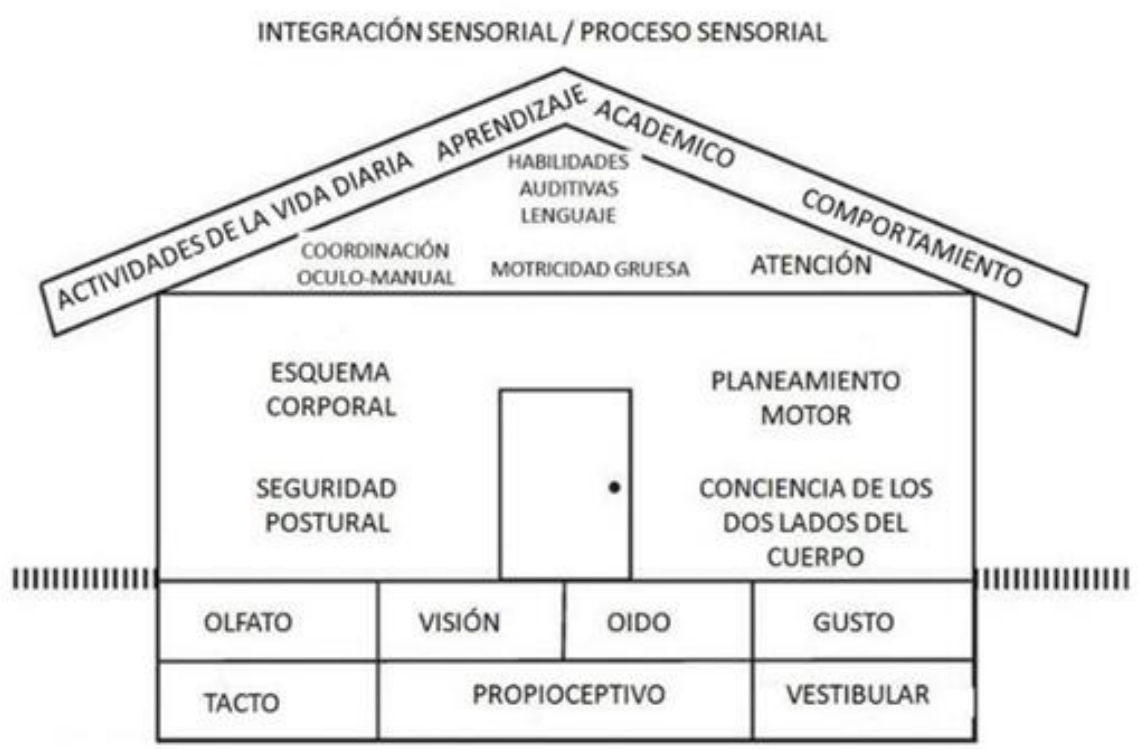 INTEGRACIÓN SENSORIAL / PROCESO SENSORIAL
ACTIVIDADES DE LA VIDA DIARIA
APRENDIZAJE
ACADEMICO
COMPORTAMIENTO
HABILIDADES
AUDITIVAS
LENGUAJE
COORDINACIÓN
OCULO-MANUAL
MOTRICIDAD GRUESA
ATENCIÓN
ESQUEMA
CORPORAL
PLANEAMIENTO
MOTOR
SEGURIDAD
POSTURAL
CONCIENCIA DE LOS
DOS LADOS DEL
CUERPO
OLFATO
VISIÓN
OIDO
GUSTO
TACTO
PROPIOCEPTIVO
VESTIBULAR